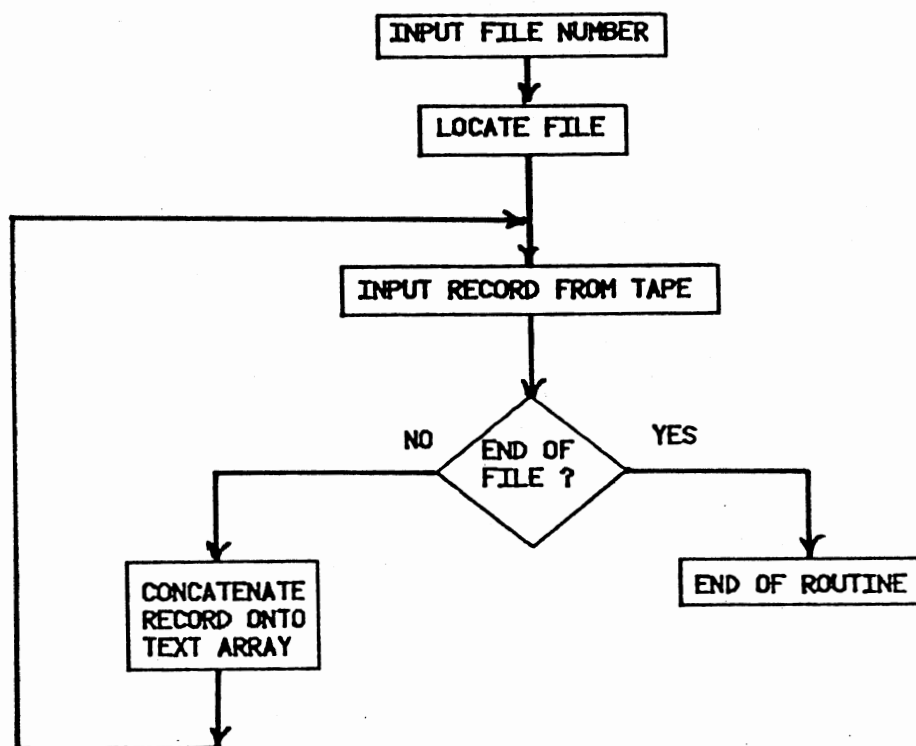 INPUT FILE NUMBER
LOCATE FILE
INPUT RECORD FROM TAPE
NO
YES
END OF
FILE ?
CONCATENATE
RECORD ONTO
TEXT ARRAY
END OF ROUTINE